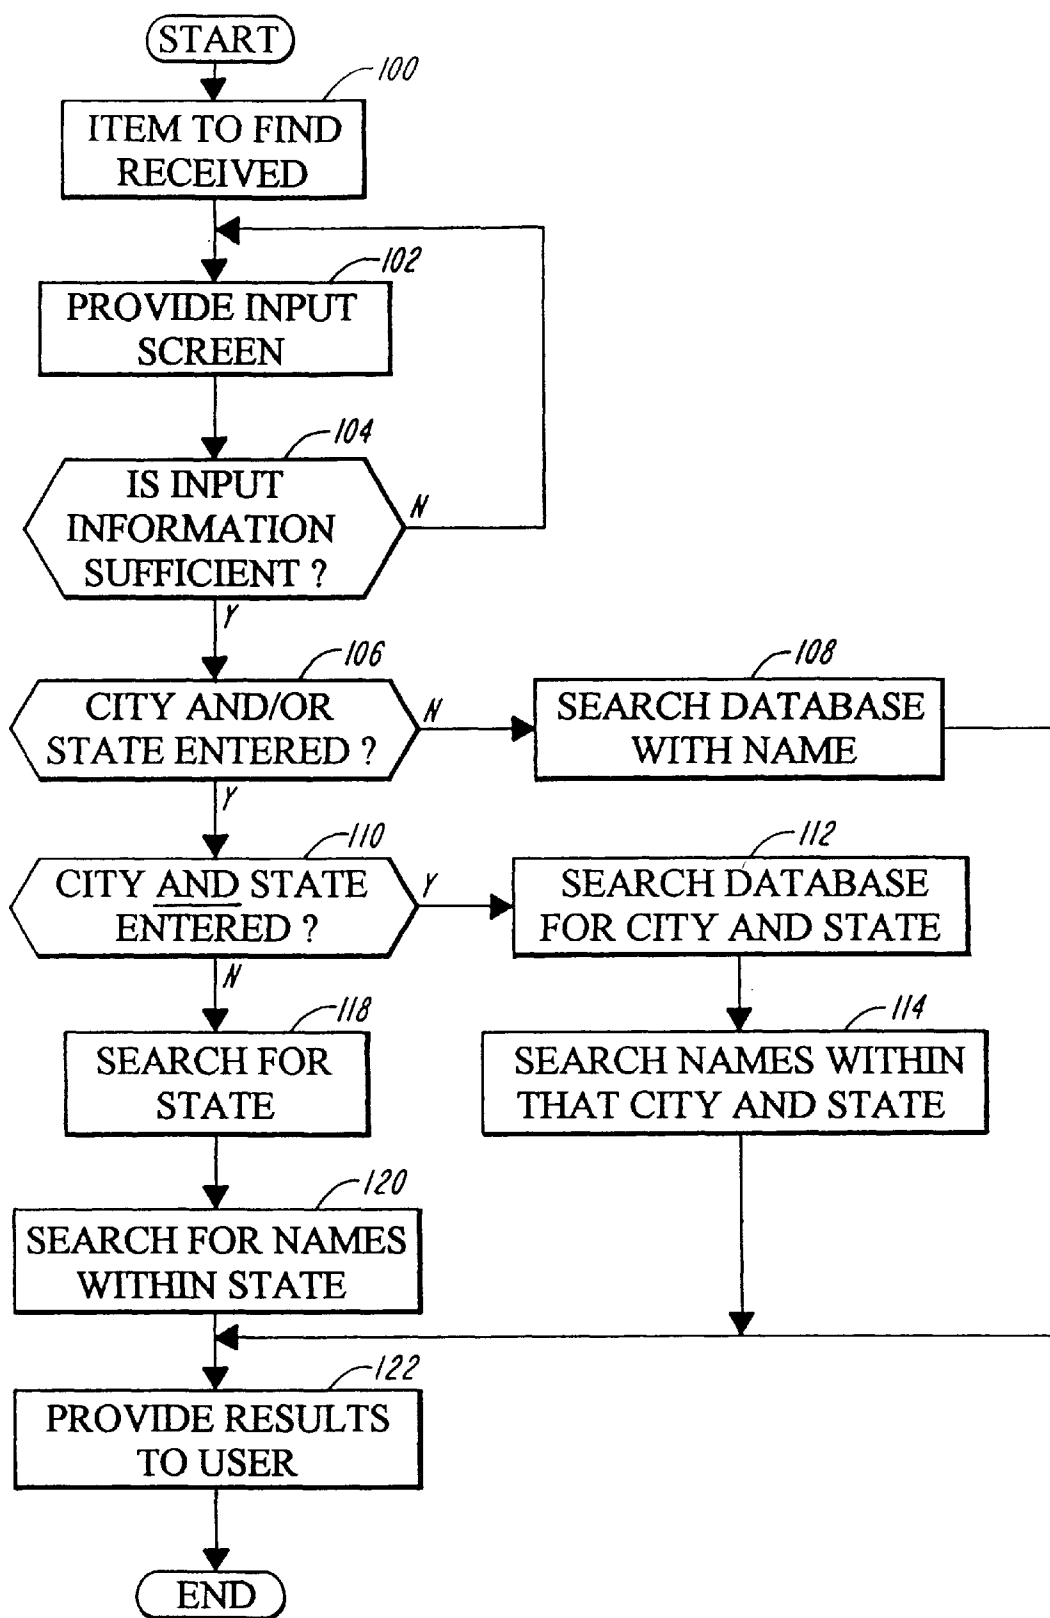 START
100
ITEM TO FIND
RECEIVED
102
PROVIDE INPUT
SCREEN
104
IS INPUT
INFORMATION
SUFFICIENT ?
N
Y
106
CITY AND/OR
STATE ENTERED ?
N
Y
108
SEARCH DATABASE
WITH NAME
110
CITY AND STATE
ENTERED ?
Y
N
112
SEARCH DATABASE
FOR CITY AND STATE
118
SEARCH FOR
STATE
114
SEARCH NAMES WITHIN
THAT CITY AND STATE
120
SEARCH FOR NAMES
WITHIN STATE
122
PROVIDE RESULTS
TO USER
END